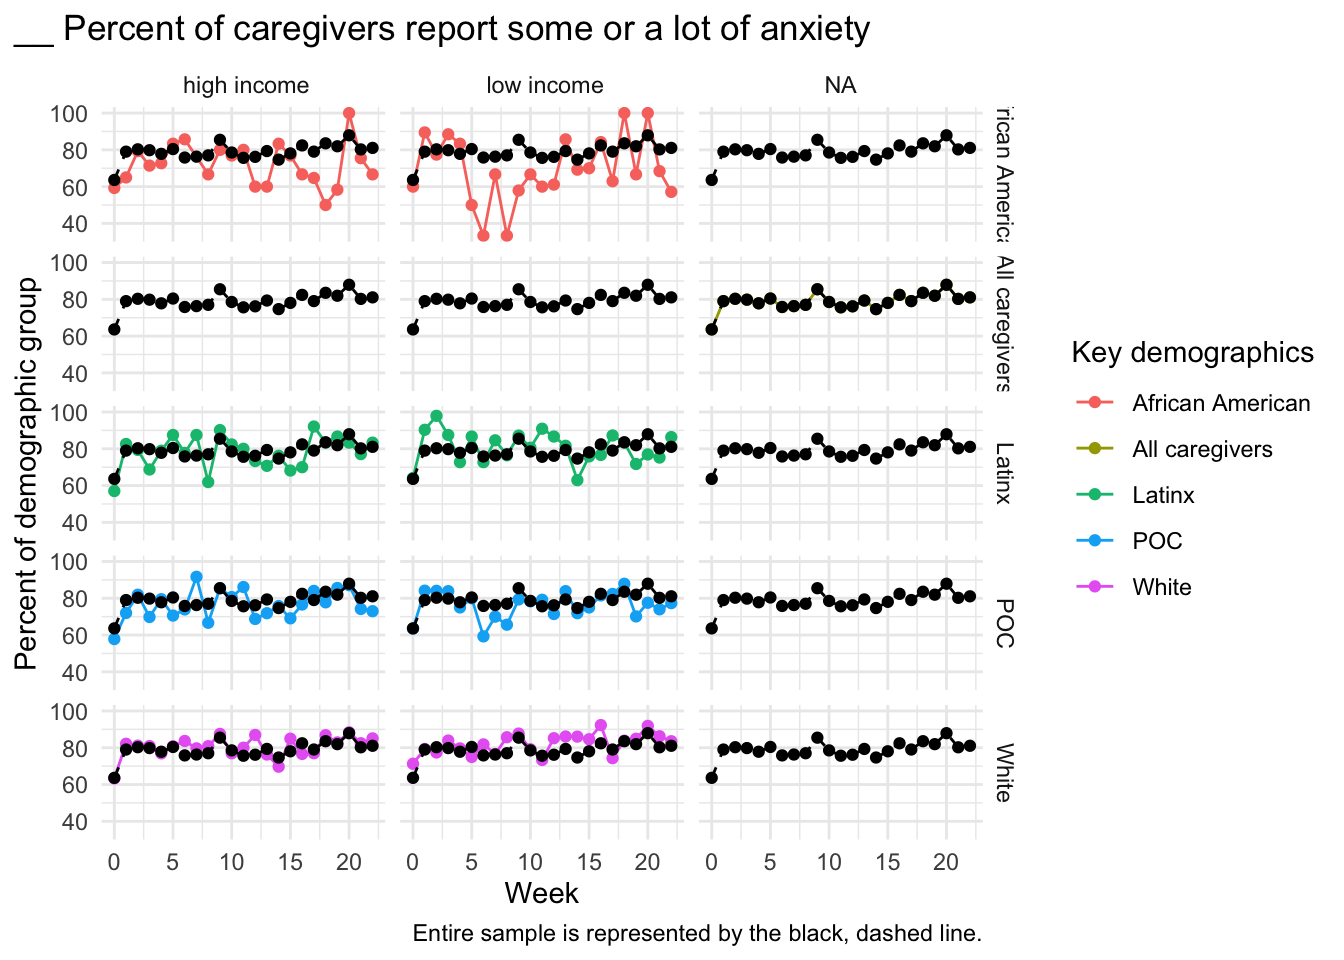 __ Percent of caregivers report some or a lot of anxiety
high income low income NA
100
80
60
40
rican Americ
100
80
60
40
All caregivers
100
80
60
40
Latinx
100
80
60
40
POC
100
80
60
40
White
Percent of demographic group
0 5 10 15 20 0 5 10 15 20 0 5 10 15 20
Week
Entire sample is represented by the black, dashed line.
Key demographics
African American
All caregivers
Latinx
POC
White